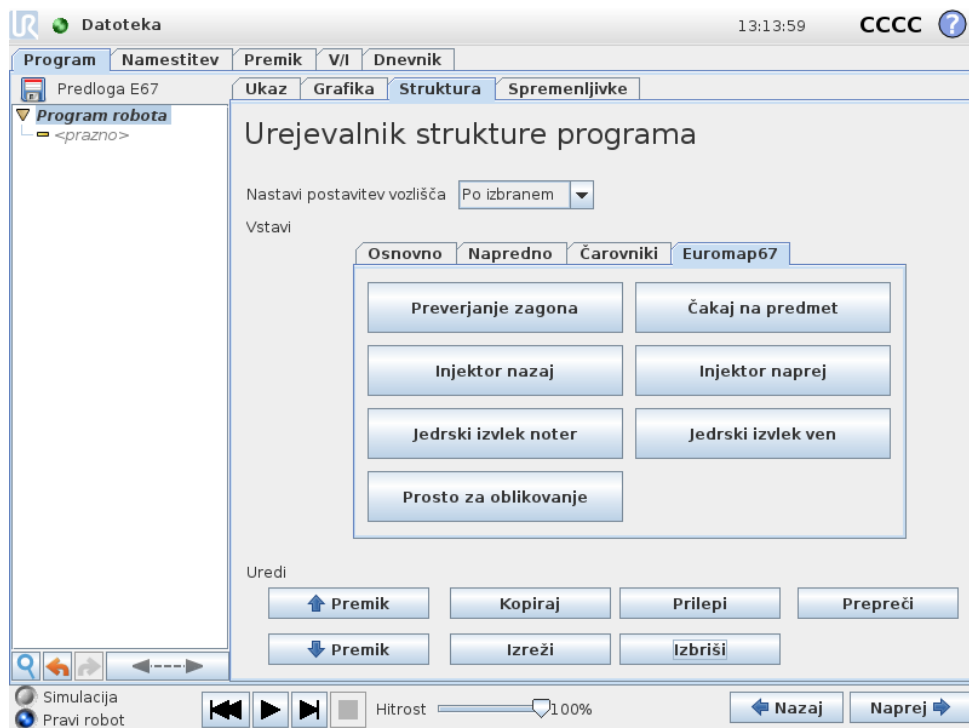 UR Datoteka 13:13:59 CCCC ?
Program Namestitev Premik V/I Dnevnik
Predloga E67 Ukaz Grafika Struktura Spremenljivke
Program robota
<prazno>
Urejevalnik strukture programa
Nastavi postavitev vozlišča Po izbranem
Vstavi
Osnovno Napredno Čarovniki Euromap67
Preverjanje zagona Čakaj na predmet
Injektor nazaj Injektor naprej
Jedrski izvlek noter Jedrski izvlek ven
Prosto za oblikovanje
Uredi
Premik Kopiraj Prilepi Prepreči
Premik Izreži Izbriši
Simulacija
Pravi robot
Hitrost 100% Nazaj Naprej